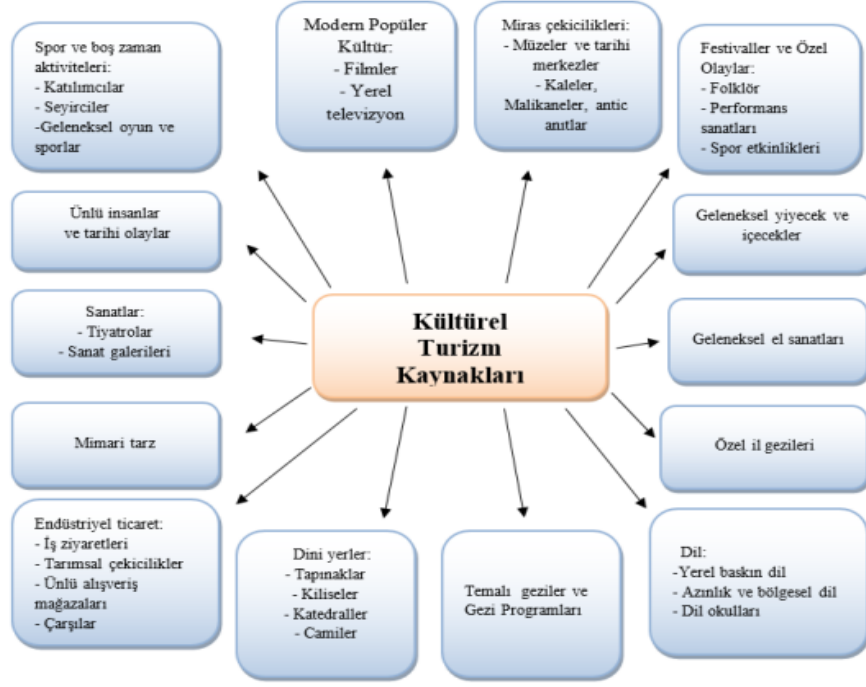 Spor ve boş zaman
aktiviteleri:
- Katılımcılar
- Seyirciler
-Geleneksel oyun ve
sporlar
Modern Popüler
Kültür:
- Filmler
- Yerel
televizyon
Miras çekicilikleri:
- Müzeler ve tarihi
merkezler
- Kaleler,
Malikaneler, antic
anıtlar
Festivaller ve Özel
Olaylar:
- Folklör
- Performans
sanatları
- Spor etkinlikleri
Ünlü insanlar
ve tarihi olaylar
Geleneksel yiyecek ve
içecekler
Sanatlar:
- Tiyatrolar
- Sanat galerileri
Kültürel
Turizm
Kaynakları
Geleneksel el sanatları
Mimari tarz
Özel il gezileri
Endüstriyel ticaret:
- İş ziyaretleri
- Tarımsal çekicilikler
- Ünlü alışveriş
mağazaları
- Çarşılar
Dini yerler:
- Tapınaklar
- Kiliseler
- Katedraller
- Camiler
Temalı geziler ve
Gezi Programları
Dil:
-Yerel baskın dil
- Azınlık ve bölgesel dil
- Dil okulları